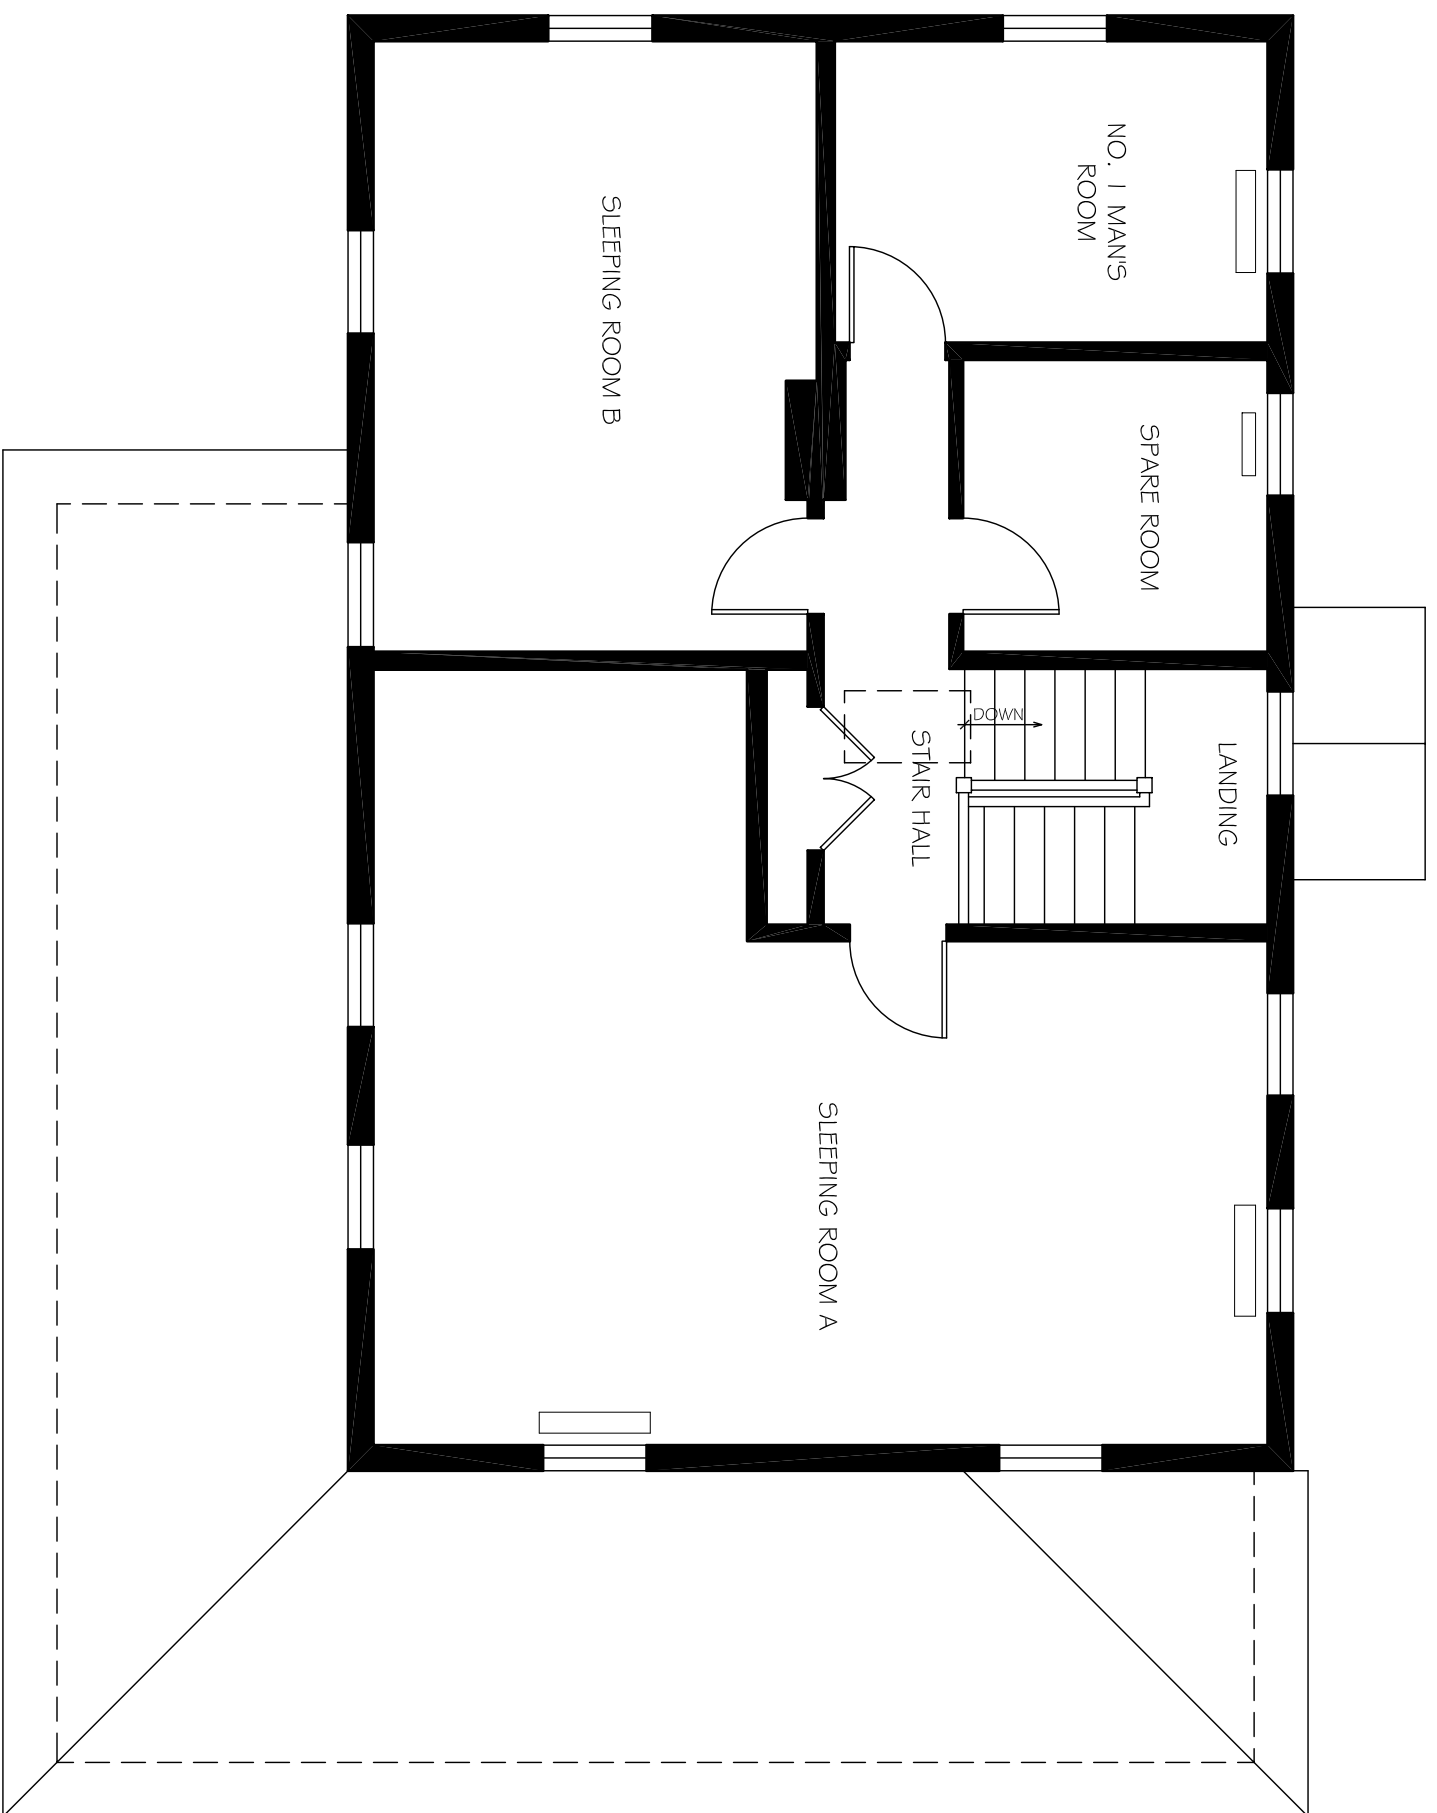 NO. 1 MAN'S
ROOM
SLEEPING ROOM B
SPARE ROOM
DOWN
STAIR HALL
LANDING
SLEEPING ROOM A